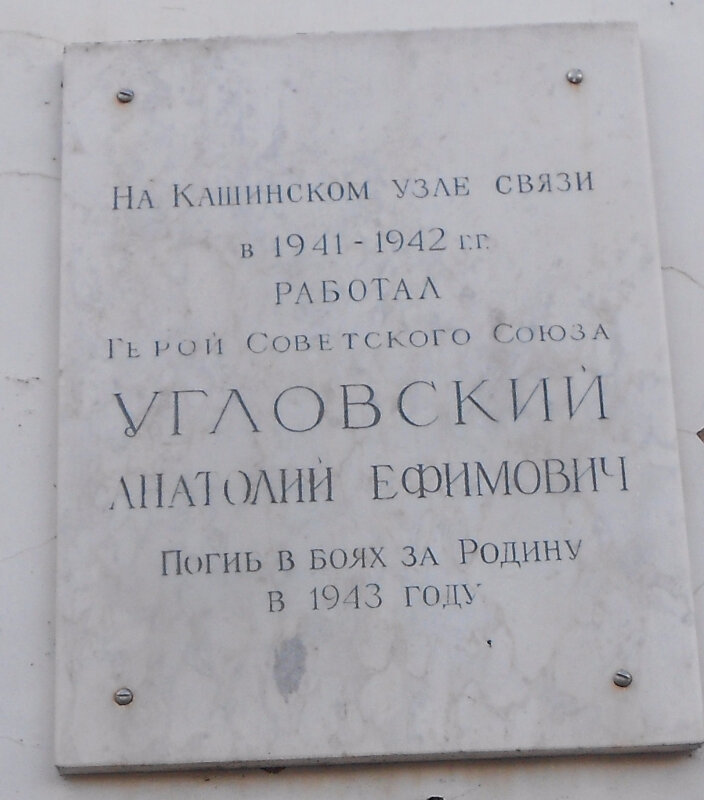 На Кашинском узле связи
в 1941-1942 г.г.
работал
Герой Советского Союза
УГЛОВСКИЙ
АНАТОЛИЙ ЕФИМОВИЧ
Погиб в боях за Родину
в 1943 году